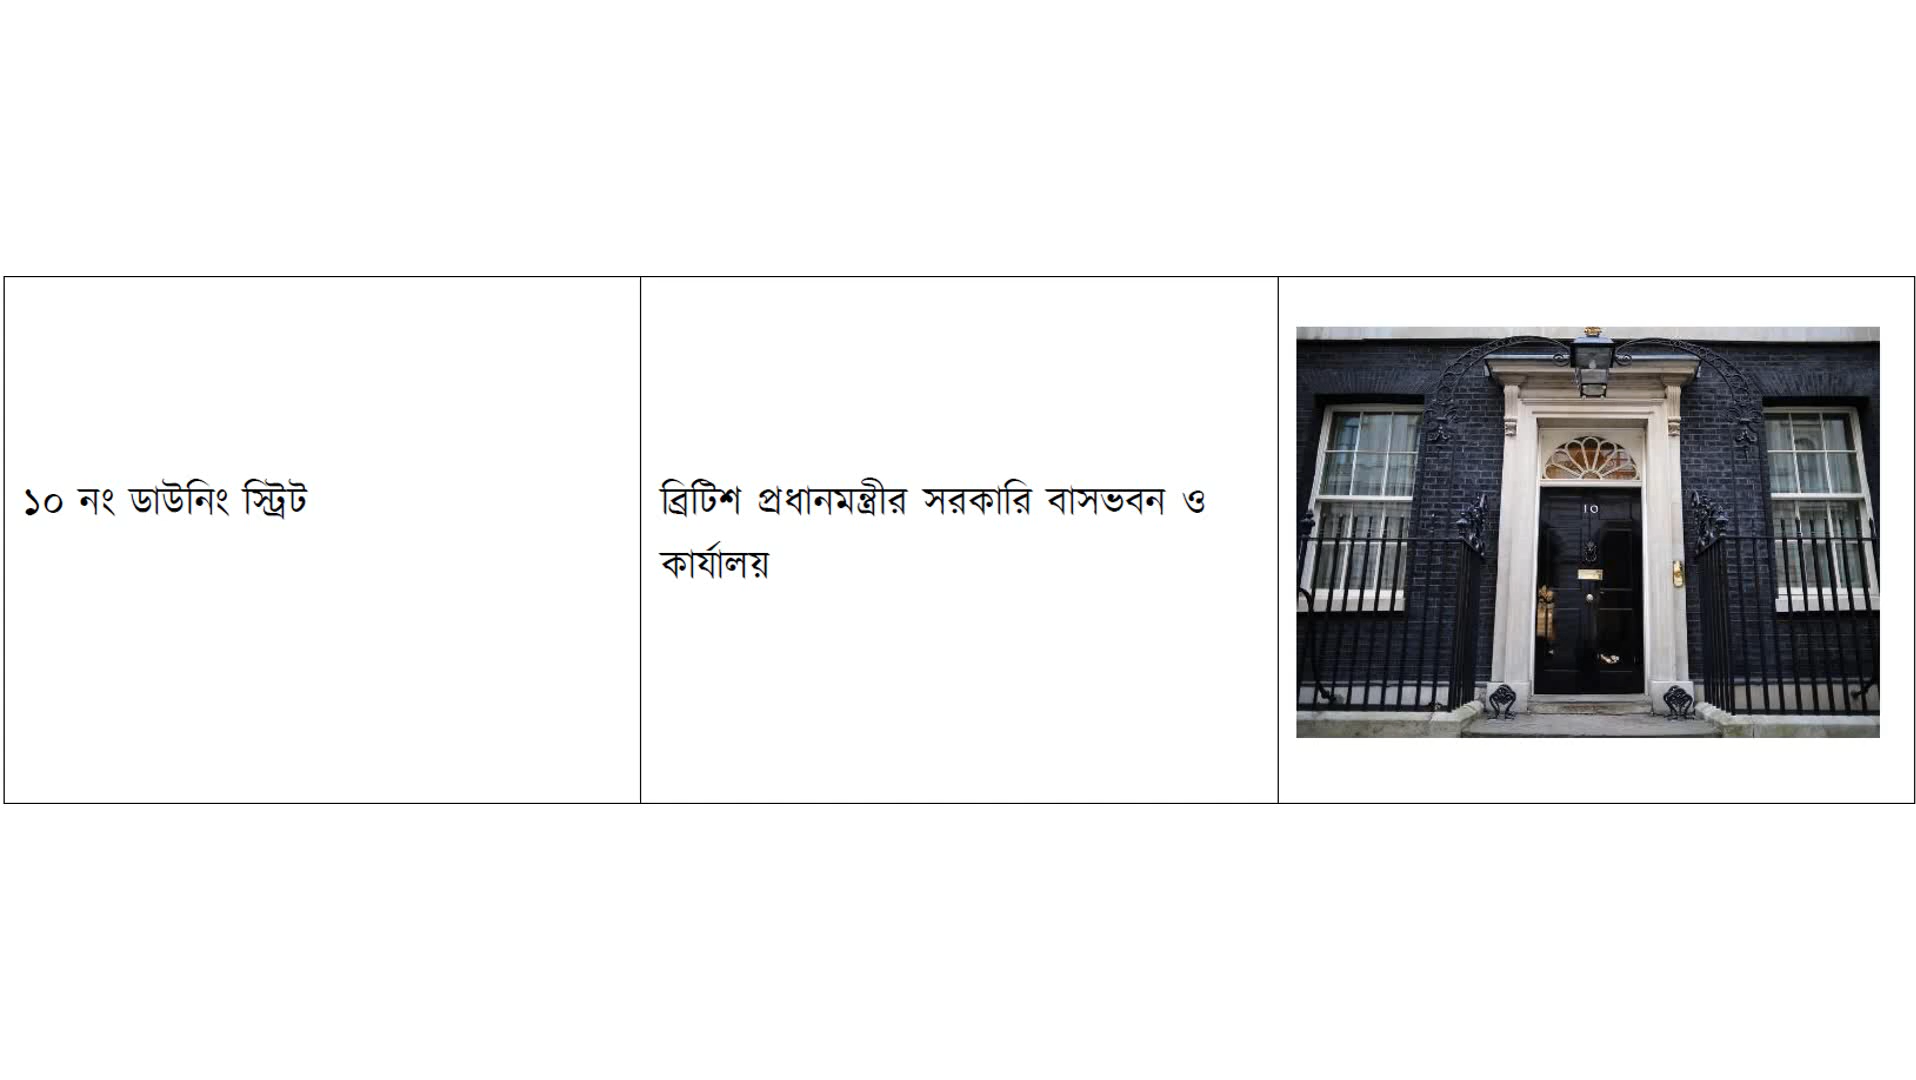 ১০ নং ডাউনিং স্ট্রিট
ব্রিটিশ প্রধানমন্ত্রীর সরকারি বাসভবন ও
কার্যালয়
10